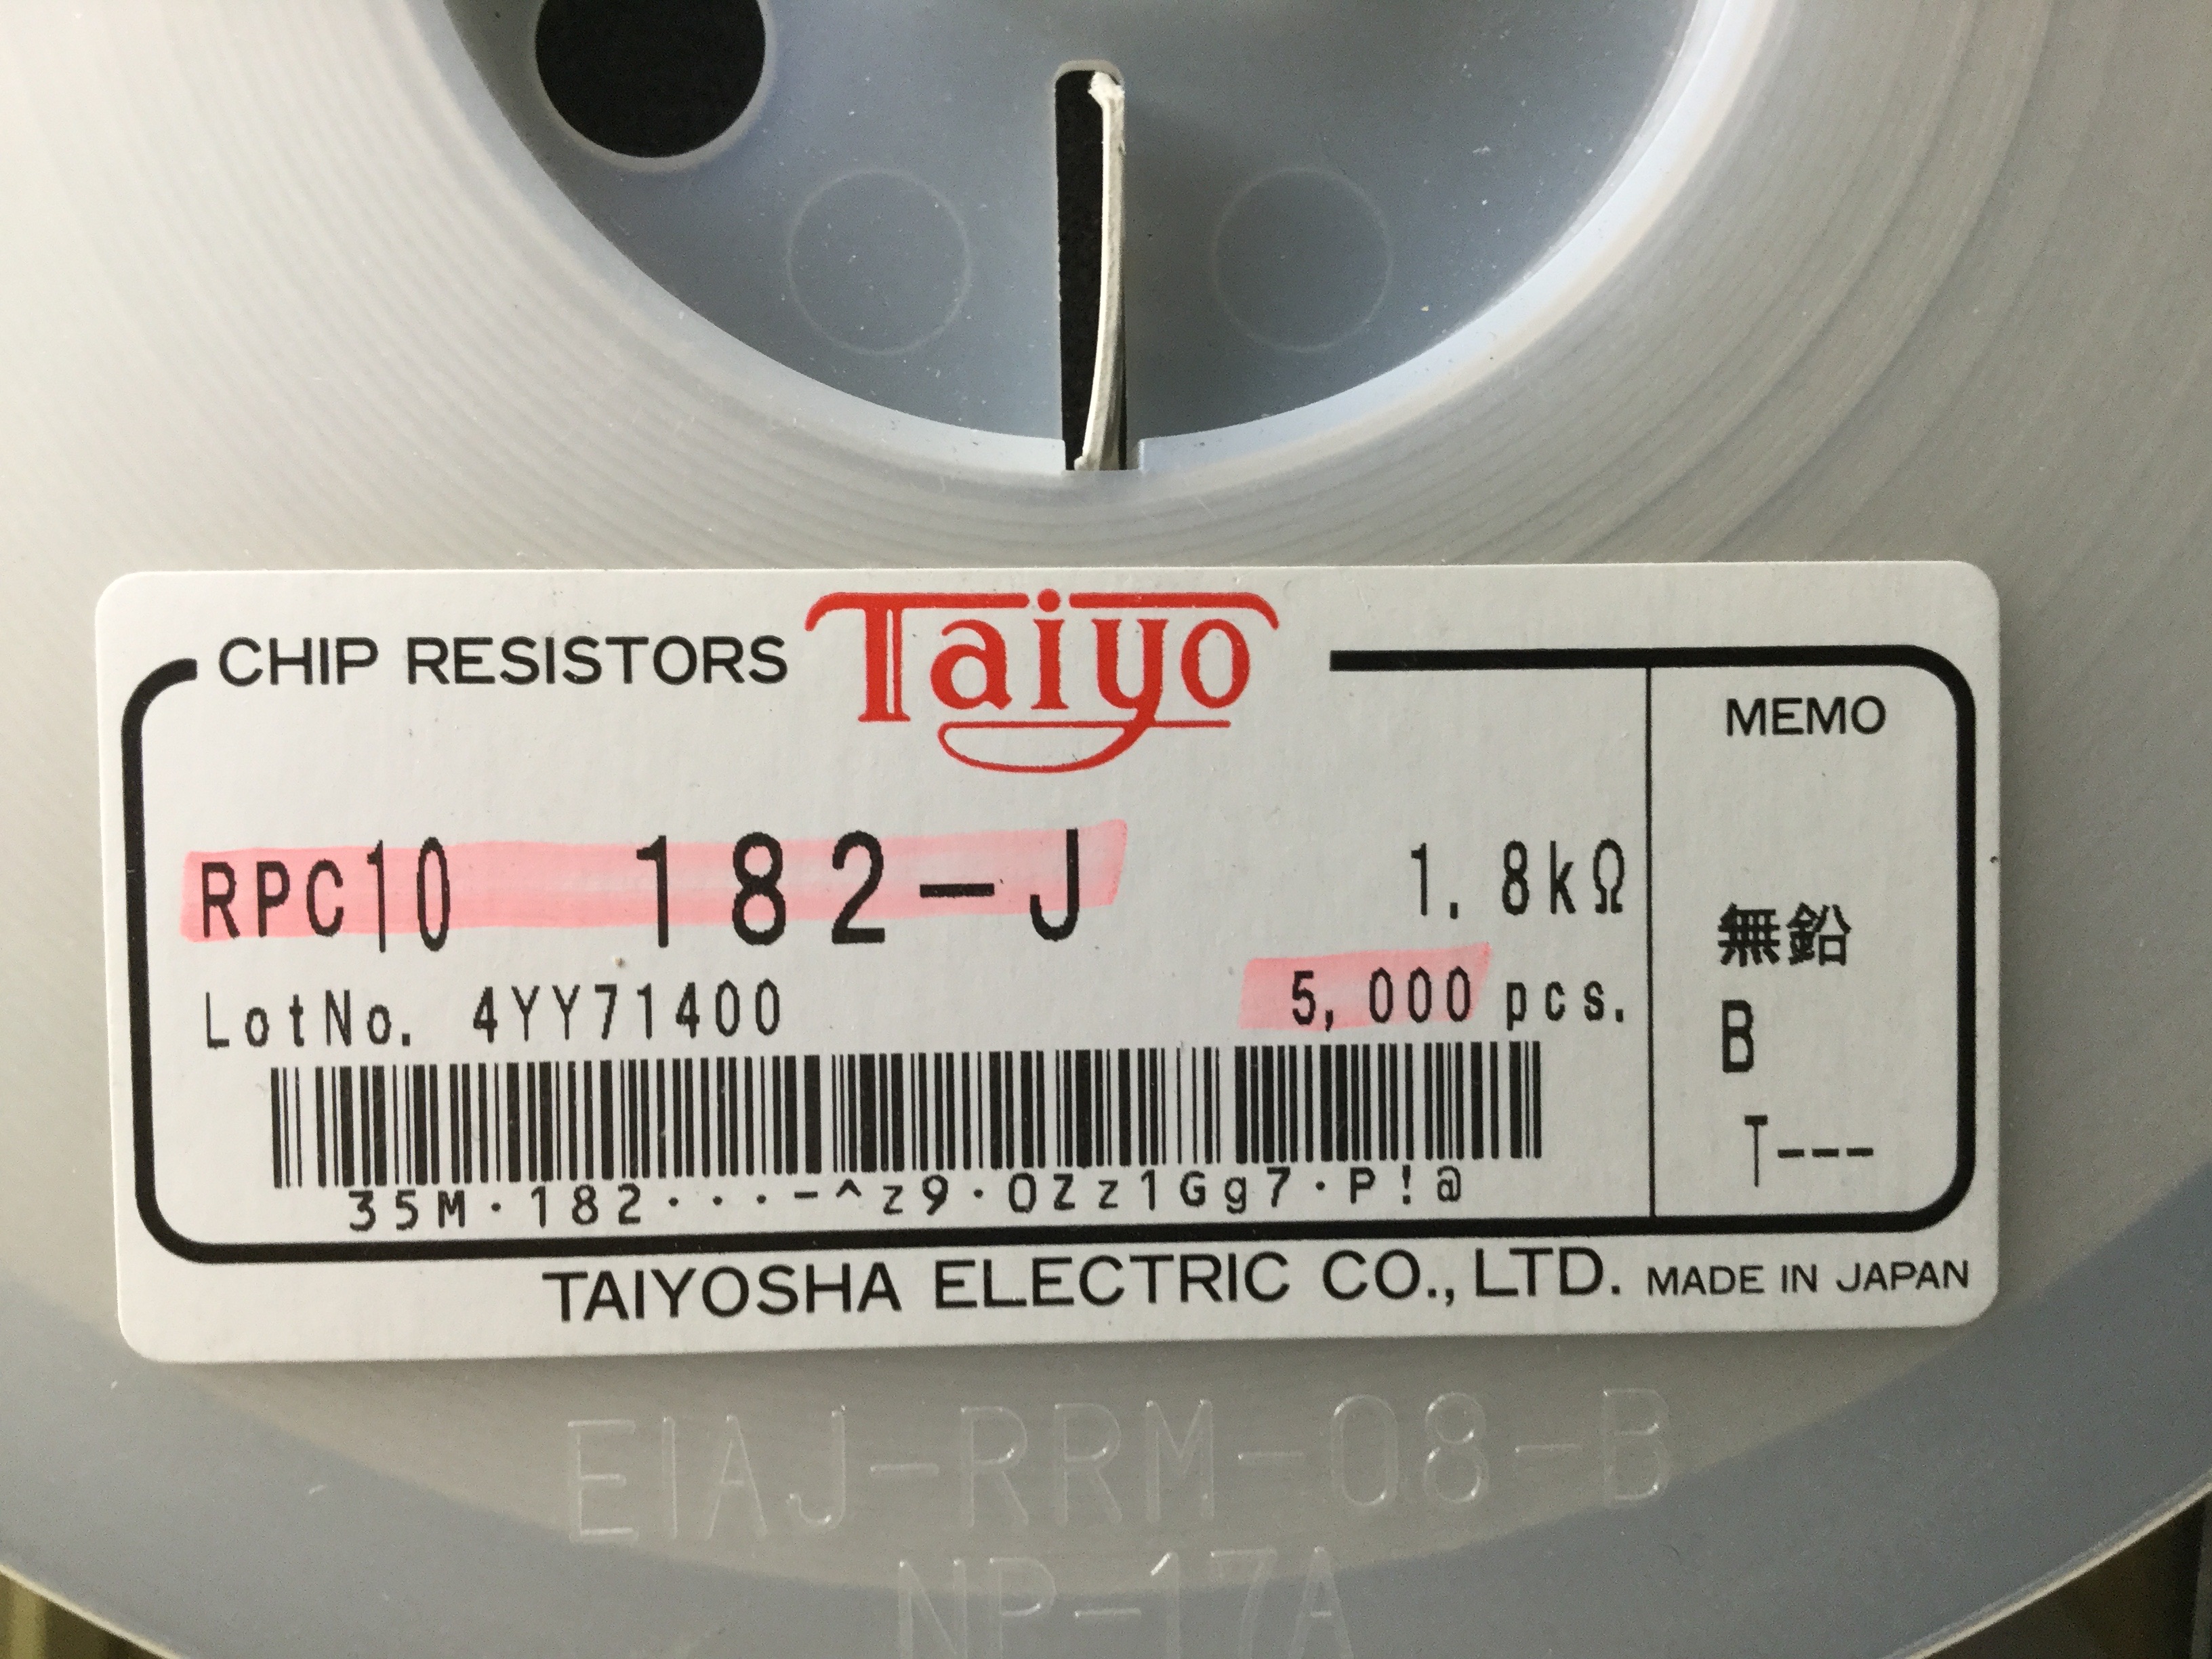 CHIP RESISTORS Taiyo
MEMO
RPC10 182-J 1.8kΩ
無鉛
LotNo. 4YY71400 5,000 pcs.
B
T---
35M・182・・・-^z9・0Zz1Gg7・P!@
TAIYOSHA ELECTRIC CO., LTD. MADE IN JAPAN
EIAJ-RRM-08-B
NP-17A